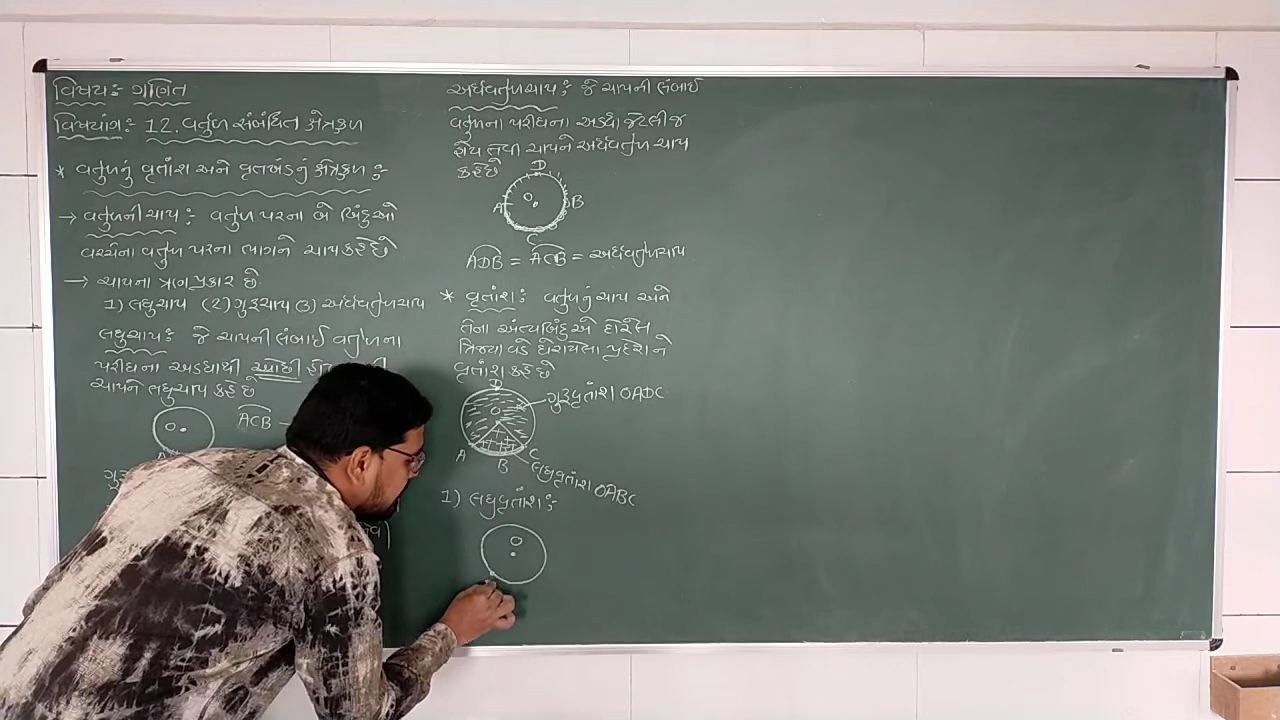 વિષય:- ગણિત
વિષયાંગ: 12. વર્તુળ સંબંધિત ક્ષેત્રફળ
* વર્તુળનું વૃતાંશ અને વૃતખંડનું ક્ષેત્રફળ :-
→ વર્તુળની ચાપ :- વર્તુળ પરના બે બિંદુઓ
વચ્ચેના વર્તુળ પરના ભાગને ચાપ કહે છે
→ ચાપના ત્રણ પ્રકાર છે
1) લઘુચાપ (2) ગુરૂચાપ (3) અર્ધવર્તુળચાપ
લઘુચાપ:- જે ચાપની લંબાઈ વર્તુળના
પરીઘના અડધાથી ઓછી
ચાપને લઘુચાપ કહે છે
O
ACB
અર્ધવર્તુળચાપ:- જે ચાપની લંબાઈ
વર્તુળના પરીઘના અડધા જેટલી જ
હોય તેવી ચાપને અર્ધવર્તુળ ચાપ
કહે છે
D
O
A B
C
ADB = ACB = અર્ધવર્તુળચાપ
* વૃતાંશ: વર્તુળનું ચાપ અને
તેના અંત્યબિંદુએ દોરેલ
ત્રિજ્યા વડે ઘેરાયેલા પ્રદેશને
વૃતાંશ કહે છે
D
ગુરૂવૃતાંશ OADC
O
A C
B
લઘુવૃતાંશ OABC
1) લઘુવૃતાંશ:-
O